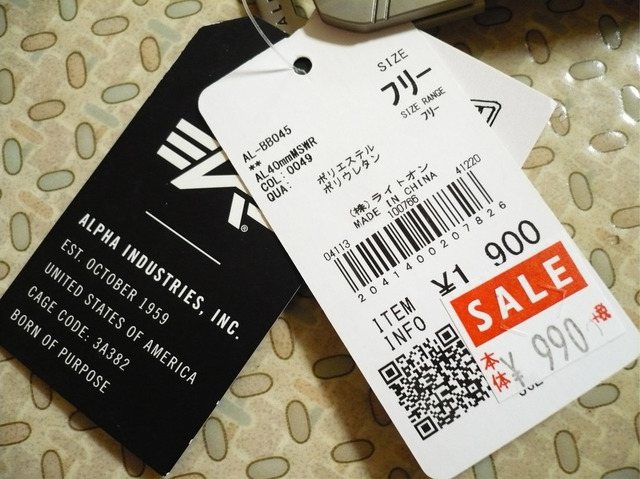 ALPHA INDUSTRIES, INC.
EST. OCTOBER 1959
UNITED STATES OF AMERICA
CAGE CODE: 3A382
BORN OF PURPOSE
SIZE
フリー
SIZE RANGE
フリー
AL-BB045
**
AL40mmMSWR
COL: 0049
QUA:
ポリエステル
ポリウレタン
(株)ライトオン
MADE IN CHINA
100786
04113
41220
2041400207826
¥1 900
ITEM
INFO
SALE
本体
¥ 990
+税